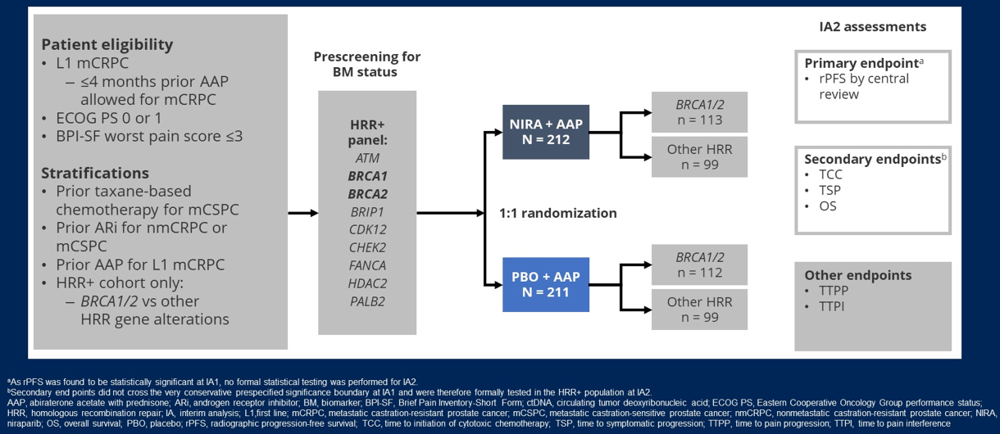 Patient eligibility
• L1 mCRPC
– ≤4 months prior AAP
allowed for mCRPC
• ECOG PS 0 or 1
• BPI-SF worst pain score ≤3
Stratifications
• Prior taxane-based
chemotherapy for mCSPC
• Prior ARi for nmCRPC or
mCSPC
• Prior AAP for L1 mCRPC
• HRR+ cohort only:
– BRCA1/2 vs other
HRR gene alterations
Prescreening for
BM status
HRR+
panel:
ATM
BRCA1
BRCA2
BRIP1
CDK12
CHEK2
FANCA
HDAC2
PALB2
1:1 randomization
NIRA + AAP
N = 212
BRCA1/2
n = 113
Other HRR
n = 99
PBO + AAP
N = 211
BRCA1/2
n = 112
Other HRR
n = 99
IA2 assessments
Primary endpointᵃ
• rPFS by central
review
Secondary endpointsᵇ
• TCC
• TSP
• OS
Other endpoints
• TTPP
• TTPI
ᵃAs rPFS was found to be statistically significant at IA1, no formal statistical testing was performed for IA2.
ᵇSecondary end points did not cross the very conservative prespecified significance boundary at IA1 and were therefore formally tested in the HRR+ population at IA2.
AAP, abiraterone acetate with prednisone; ARi, androgen receptor inhibitor; BM, biomarker; BPI-SF, Brief Pain Inventory-Short Form; ctDNA, circulating tumor deoxyribonucleic acid; ECOG PS, Eastern Cooperative Oncology Group performance status;
HRR, homologous recombination repair; IA, interim analysis; L1,first line; mCRPC, metastatic castration-resistant prostate cancer; mCSPC, metastatic castration-sensitive prostate cancer; nmCRPC, nonmetastatic castration-resistant prostate cancer; NIRA,
niraparib; OS, overall survival; PBO, placebo; rPFS, radiographic progression-free survival; TCC, time to initiation of cytotoxic chemotherapy; TSP, time to symptomatic progression; TTPP, time to pain progression; TTPI, time to pain interference